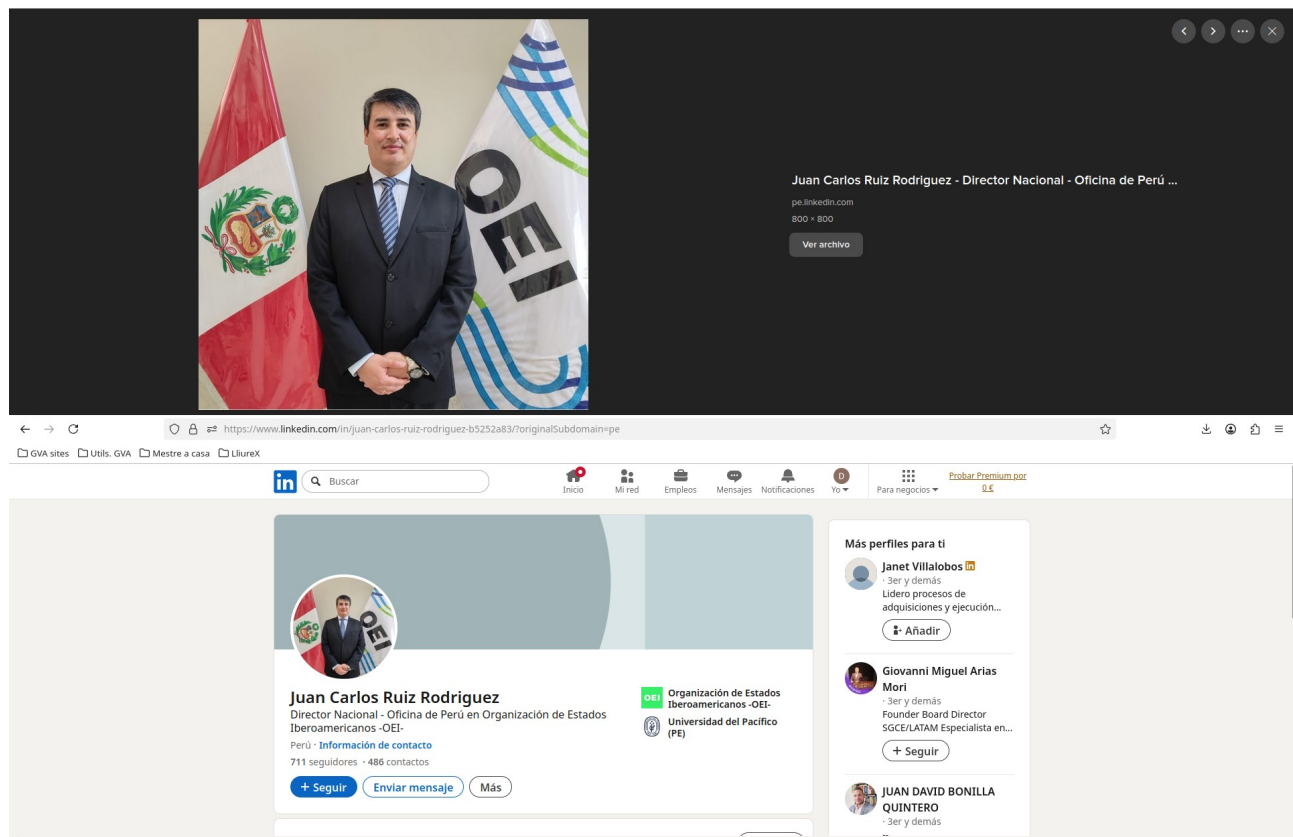 OEI
Juan Carlos Ruiz Rodriguez - Director Nacional - Oficina de Perú ...
pe.linkedin.com
800 × 800
Ver archivo
https://www.linkedin.com/in/juan-carlos-ruiz-rodriguez-b5252a83/?originalSubdomain=pe
GVA sites
Utils. GVA
Mestre a casa
LliureX
in
Buscar
Inicio
Mi red
Empleos
Mensajes
Notificaciones
D
Yo
Para negocios
Probar Premium por
0 €
OEI
Juan Carlos Ruiz Rodriguez
Director Nacional - Oficina de Perú en Organización de Estados
Iberoamericanos -OEI-
Perú · Información de contacto
711 seguidores · 486 contactos
+ Seguir
Enviar mensaje
Más
OEI
Organización de Estados
Iberoamericanos -OEI-
Universidad del Pacífico
(PE)
Más perfiles para ti
Janet Villalobos in
· 3er y demás
Lidero procesos de
adquisiciones y ejecución...
Añadir
Giovanni Miguel Arias
Mori
· 3er y demás
Founder Board Director
SGCE/LATAM Especialista en...
+ Seguir
JUAN DAVID BONILLA
QUINTERO
· 3er y demás